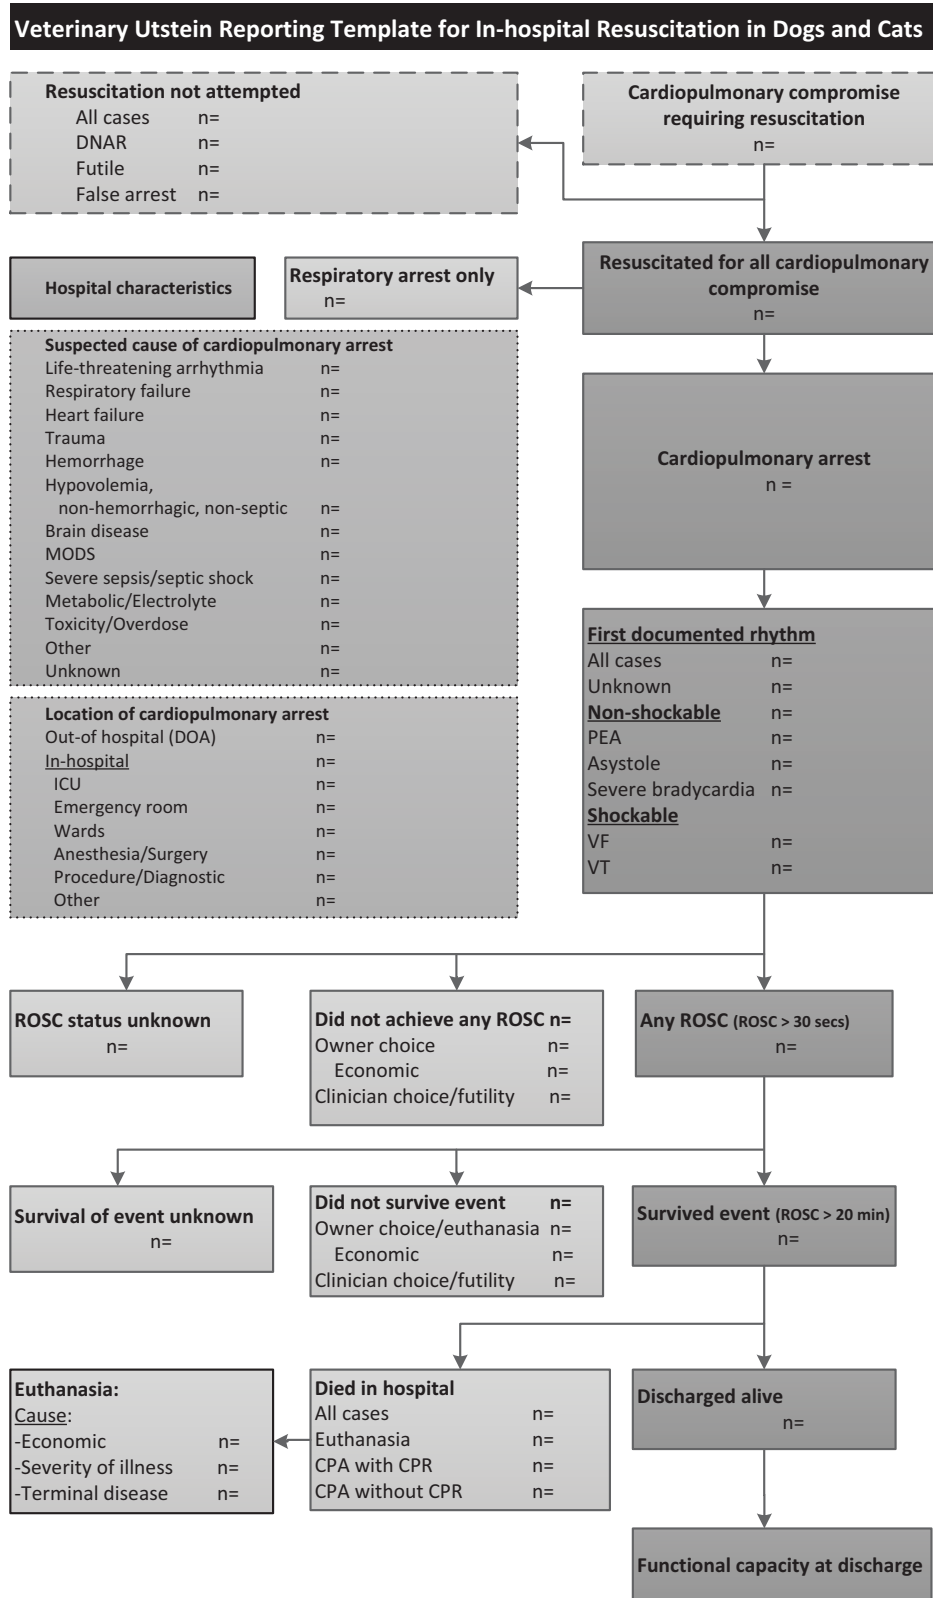 Veterinary Utstein Reporting Template for In-hospital Resuscitation in Dogs and Cats
Resuscitation not attempted
All cases n=
DNAR n=
Futile n=
False arrest n=
Cardiopulmonary compromise
requiring resuscitation
n=
Hospital characteristics
Respiratory arrest only
n=
Resuscitated for all cardiopulmonary
compromise
n=
Suspected cause of cardiopulmonary arrest
Life-threatening arrhythmia n=
Respiratory failure n=
Heart failure n=
Trauma n=
Hemorrhage n=
Hypovolemia,
non-hemorrhagic, non-septic n=
Brain disease n=
MODS n=
Severe sepsis/septic shock n=
Metabolic/Electrolyte n=
Toxicity/Overdose n=
Other n=
Unknown n=
Cardiopulmonary arrest
n =
Location of cardiopulmonary arrest
Out-of hospital (DOA) n=
In-hospital n=
ICU n=
Emergency room n=
Wards n=
Anesthesia/Surgery n=
Procedure/Diagnostic n=
Other n=
First documented rhythm
All cases n=
Unknown n=
Non-shockable n=
PEA n=
Asystole n=
Severe bradycardia n=
Shockable
VF n=
VT n=
ROSC status unknown
n=
Did not achieve any ROSC n=
Owner choice n=
Economic n=
Clinician choice/futility n=
Any ROSC (ROSC > 30 secs)
n=
Survival of event unknown
n=
Did not survive event n=
Owner choice/euthanasia n=
Economic n=
Clinician choice/futility n=
Survived event (ROSC > 20 min)
n=
Euthanasia:
Cause:
-Economic n=
-Severity of illness n=
-Terminal disease n=
Died in hospital
All cases n=
Euthanasia n=
CPA with CPR n=
CPA without CPR n=
Discharged alive
n=
Functional capacity at discharge